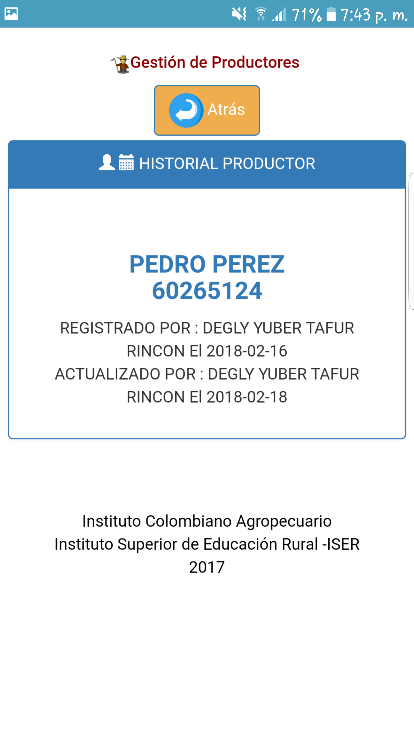 71% 7:43 p. m.
Gestión de Productores
Atrás
HISTORIAL PRODUCTOR
PEDRO PEREZ
60265124
REGISTRADO POR : DEGLY YUBER TAFUR
RINCON El 2018-02-16
ACTUALIZADO POR : DEGLY YUBER TAFUR
RINCON El 2018-02-18
Instituto Colombiano Agropecuario
Instituto Superior de Educación Rural -ISER
2017